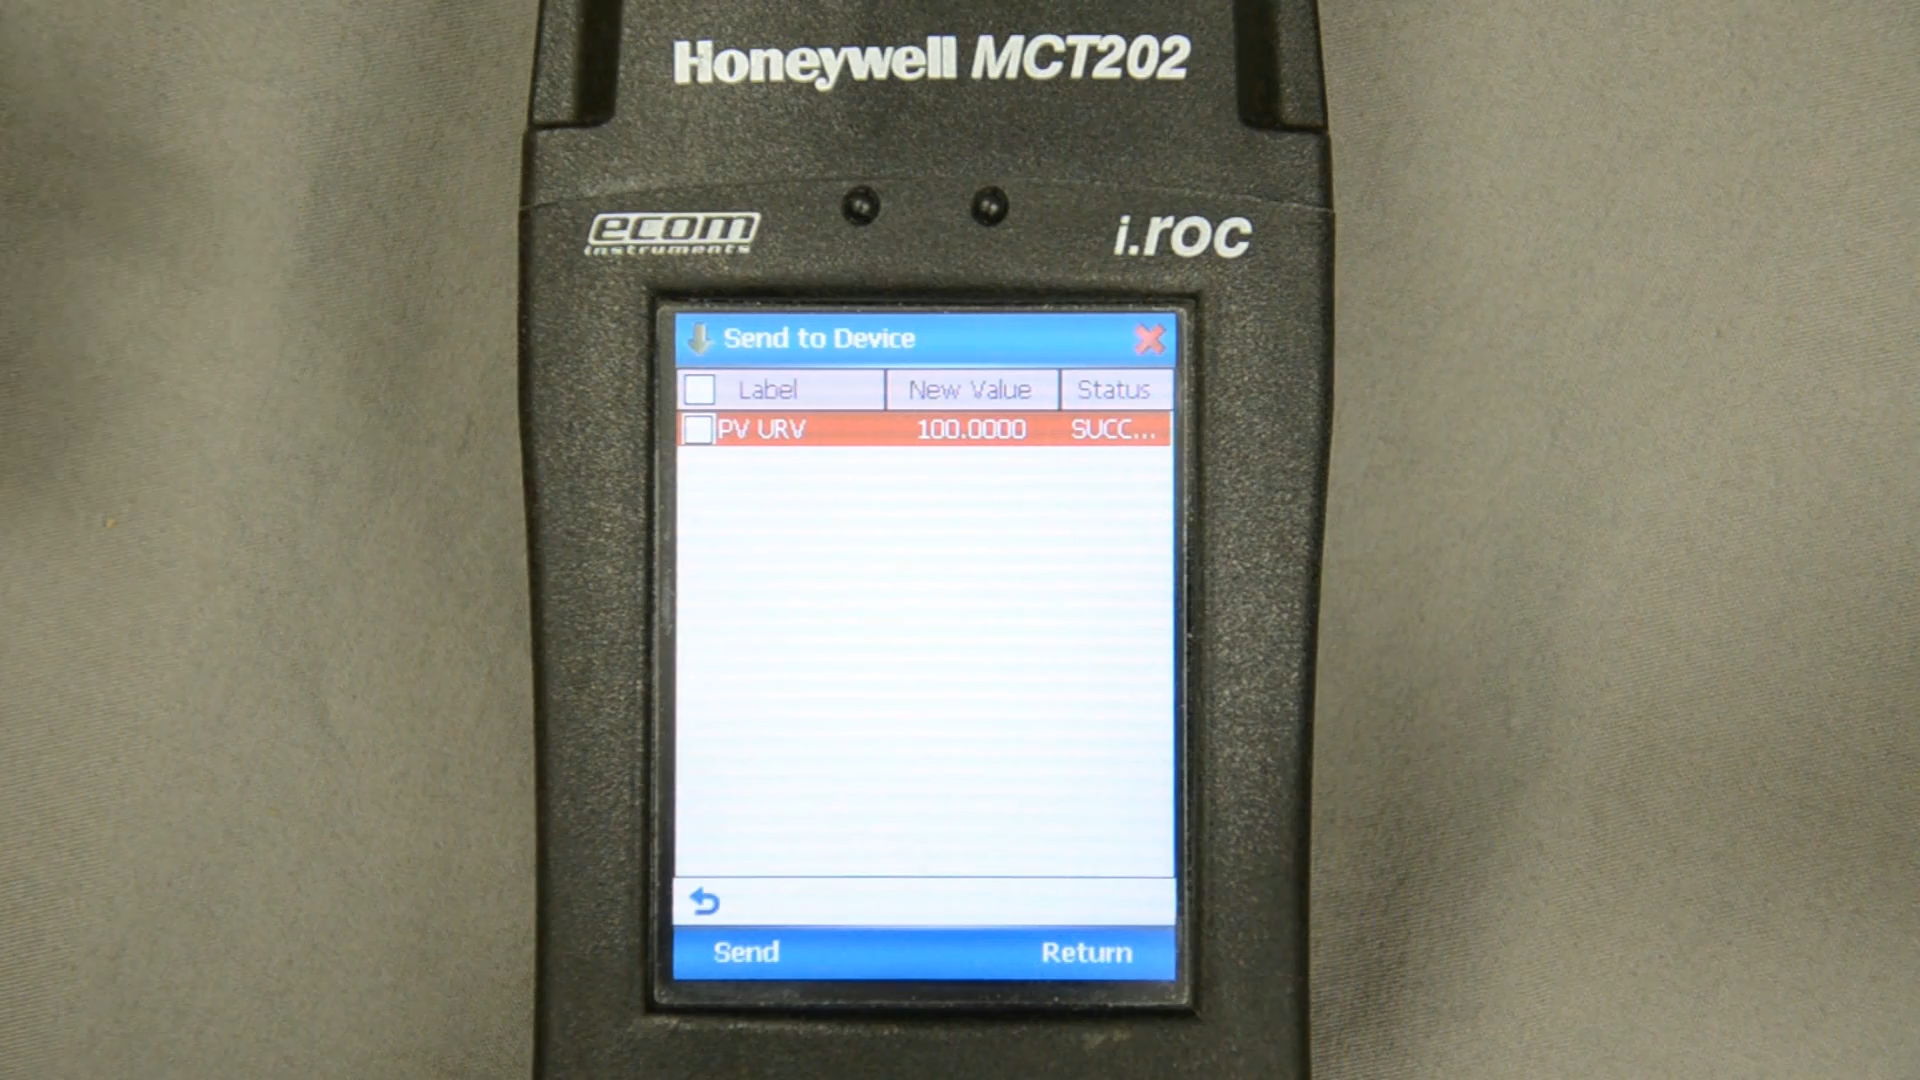 Honeywell MCT202
ecom
instruments
i.roc
Send to Device
Label New Value Status
PV URV 100.0000 SUCC...
Send Return